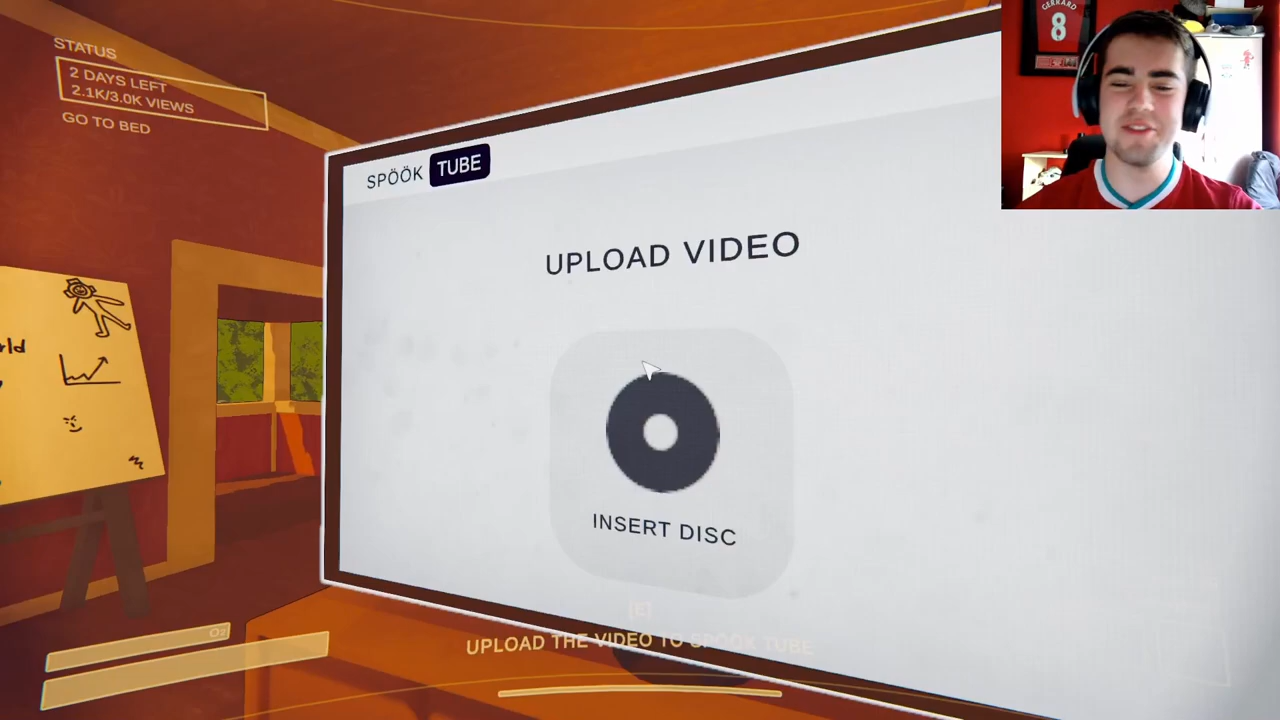 STATUS
2 DAYS LEFT
2.1K/3.0K VIEWS
GO TO BED
SPÖÖK TUBE
UPLOAD VIDEO
INSERT DISC
[E]
UPLOAD THE VIDEO TO SPÖÖK TUBE
O₂
GERRARD
8